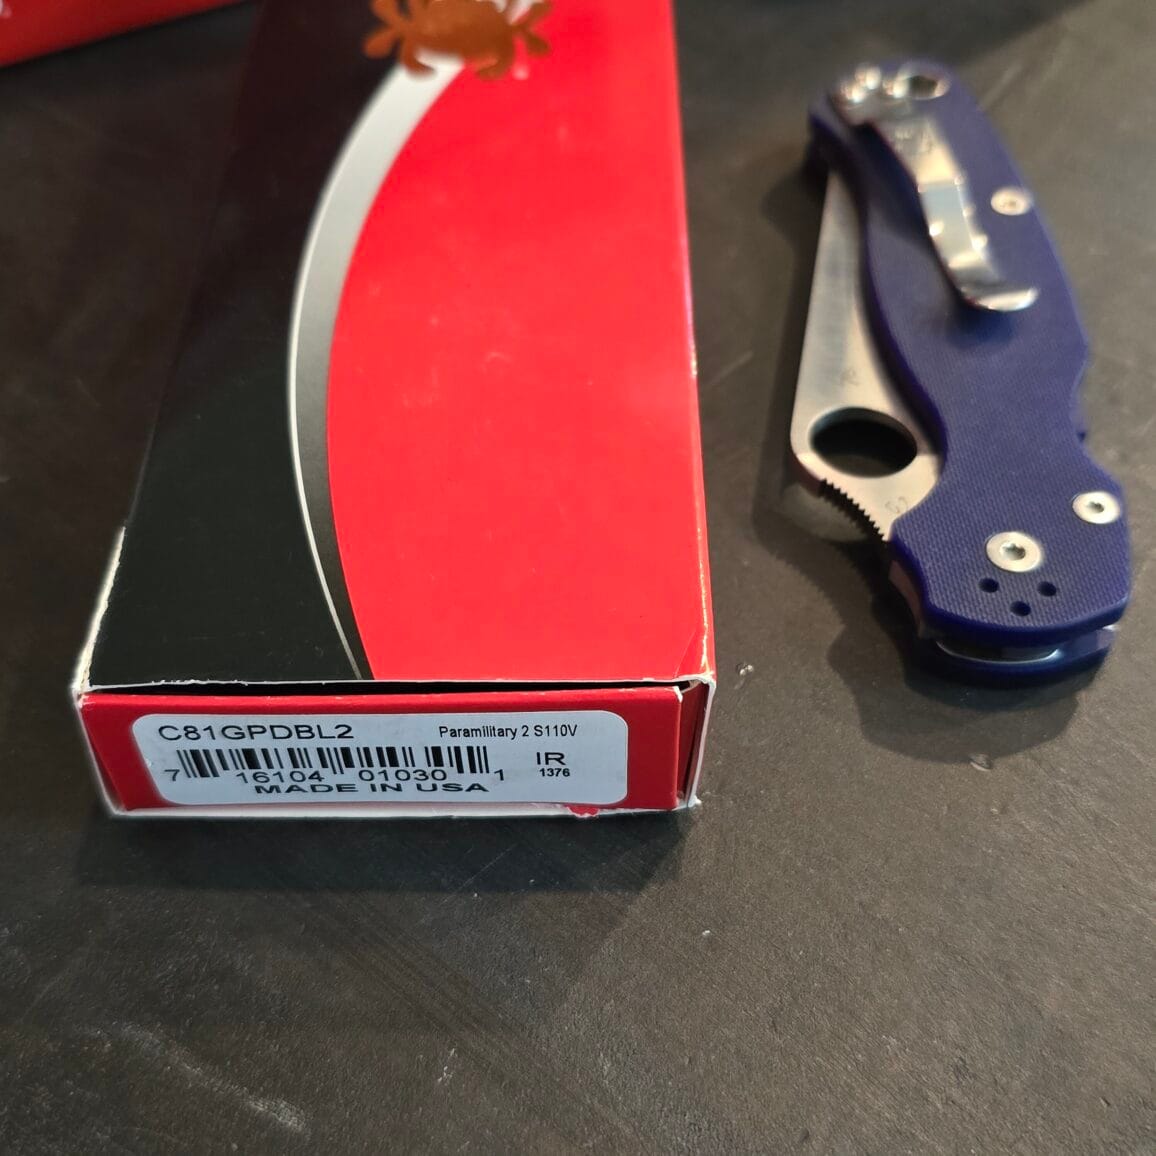 C81GPDBL2
Paramilitary 2 S110V
7 16104 01030 1
IR
1376
MADE IN USA